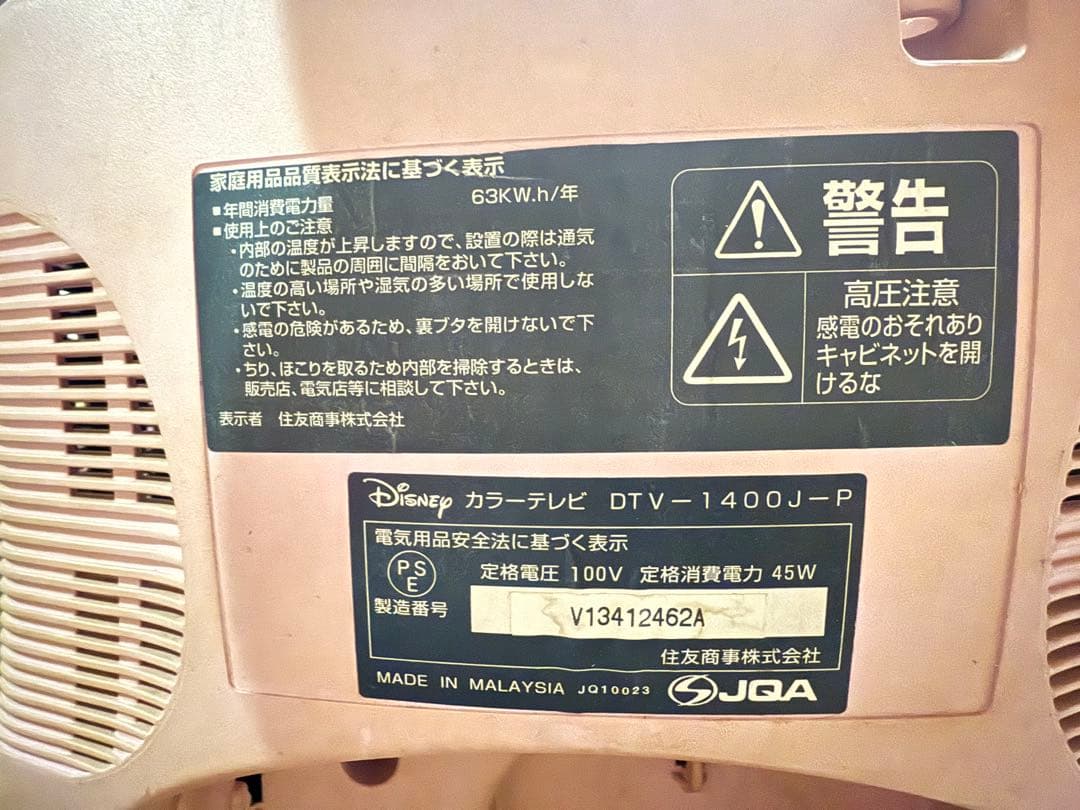 家庭用品品質表示法に基づく表示
■年間消費電力量 63KW.h/年
■使用上のご注意
・内部の温度が上昇しますので、設置の際は通気
のために製品の周囲に間隔をおいて下さい。
・温度の高い場所や湿気の多い場所で使用しな
いで下さい。
・感電の危険があるため、裏ブタを開けないで下
さい。
・ちり、ほこりを取るため内部を掃除するときは、
販売店、電気店等に相談して下さい。
表示者 住友商事株式会社
警告
高圧注意
感電のおそれあり
キャビネットを開
けるな
Disney カラーテレビ DTV-1400J-P
電気用品安全法に基づく表示
PS
E
定格電圧 100V 定格消費電力 45W
製造番号 V13412462A
住友商事株式会社
MADE IN MALAYSIA JQ10023 JQA